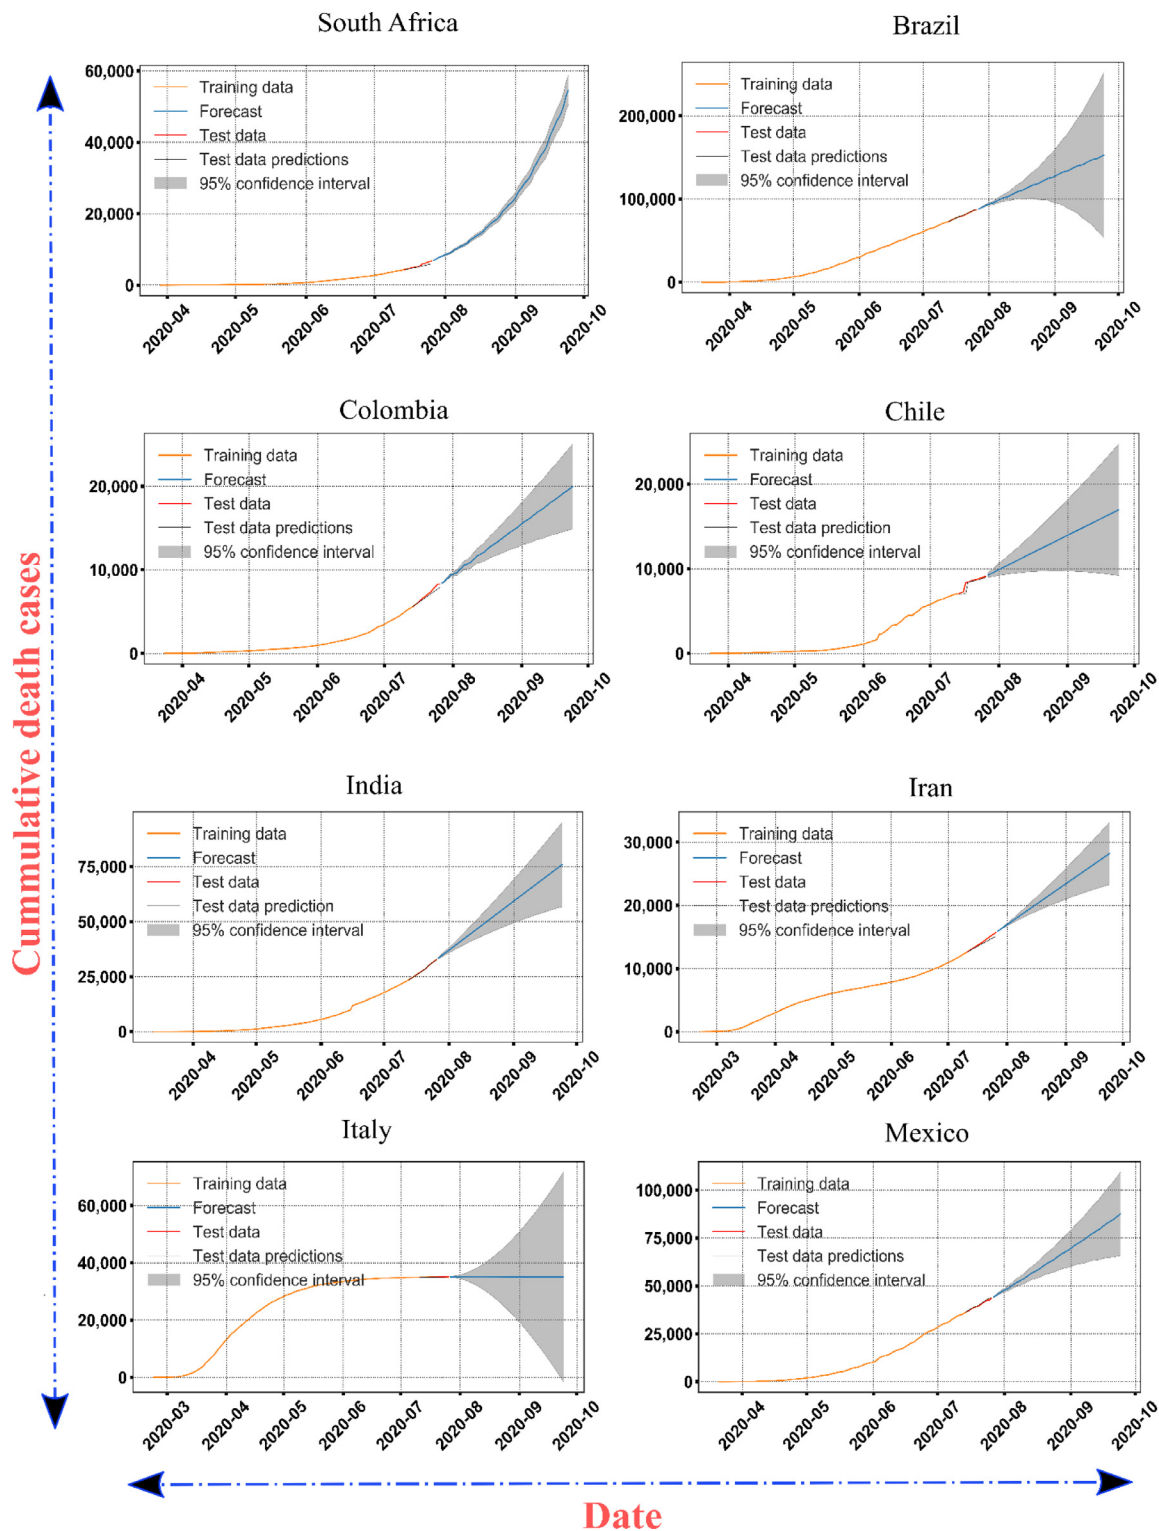 South Africa
60,000
40,000
20,000
0
Training data
Forecast
Test data
Test data predictions
95% confidence interval
2020-04
2020-05
2020-06
2020-07
2020-08
2020-09
2020-10
Brazil
200,000
100,000
0
Training data
Forecast
Test data
Test data predictions
95% confidence interval
2020-04
2020-05
2020-06
2020-07
2020-08
2020-09
2020-10
Colombia
20,000
10,000
0
Training data
Forecast
Test data
Test data predictions
95% confidence interval
2020-04
2020-05
2020-06
2020-07
2020-08
2020-09
2020-10
Chile
20,000
10,000
0
Training data
Forecast
Test data
Test data prediction
95% confidence interval
2020-04
2020-05
2020-06
2020-07
2020-08
2020-09
2020-10
India
75,000
50,000
25,000
0
Training data
Forecast
Test data
Test data prediction
95% confidence interval
2020-04
2020-05
2020-06
2020-07
2020-08
2020-09
2020-10
Iran
30,000
20,000
10,000
0
Training data
Forecast
Test data
Test data predictions
95% confidence interval
2020-03
2020-04
2020-05
2020-06
2020-07
2020-08
2020-09
2020-10
Italy
60,000
40,000
20,000
0
Training data
Forecast
Test data
Test data predictions
95% confidence interval
2020-03
2020-04
2020-05
2020-06
2020-07
2020-08
2020-09
2020-10
Mexico
100,000
75,000
50,000
25,000
0
Training data
Forecast
Test data
Test data predictions
95% confidence interval
2020-04
2020-05
2020-06
2020-07
2020-08
2020-09
2020-10
Cummulative death cases
Date